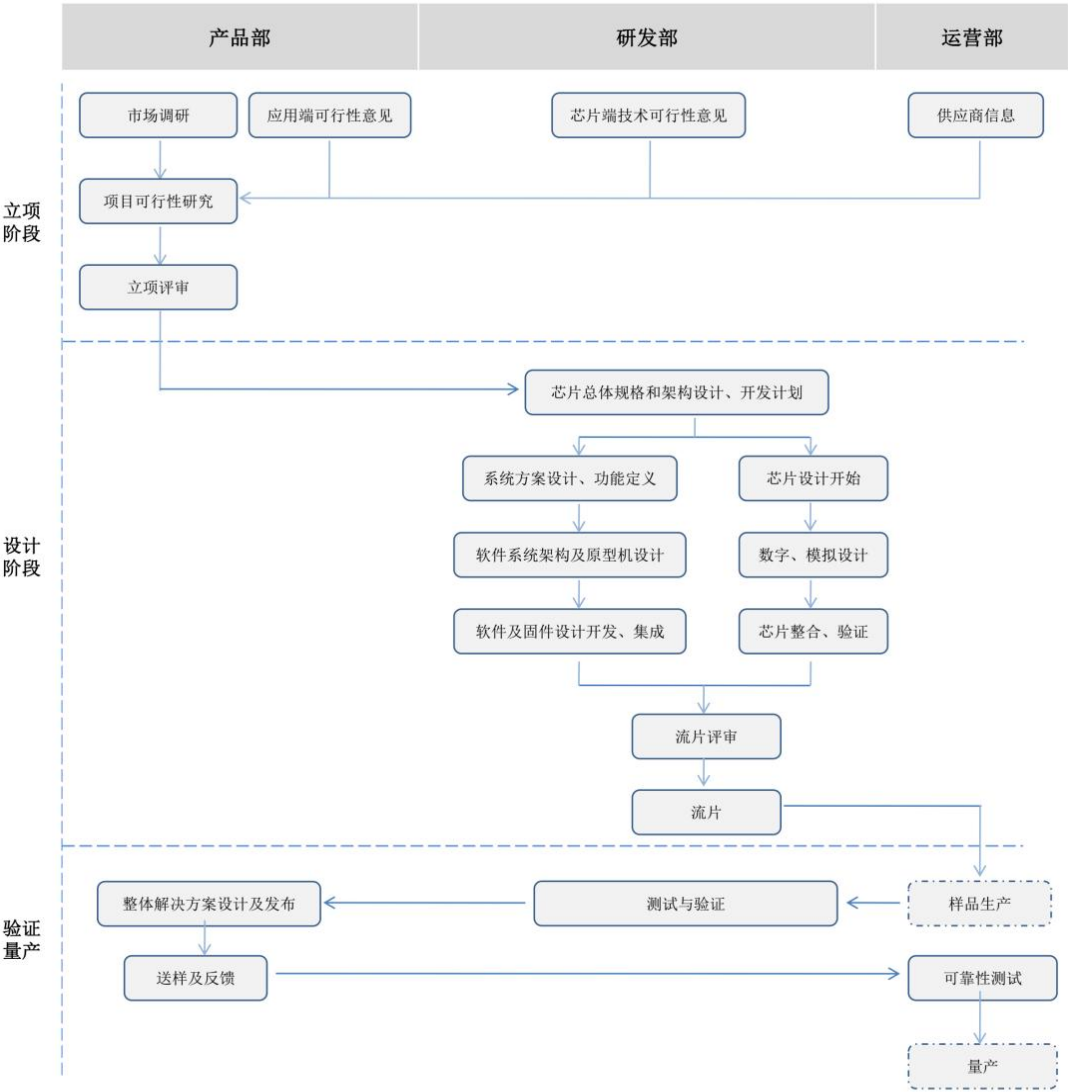 产品部
研发部
运营部
市场调研
应用端可行性意见
芯片端技术可行性意见
供应商信息
项目可行性研究
立项
阶段
立项评审
芯片总体规格和架构设计、开发计划
系统方案设计、功能定义
芯片设计开始
设计
阶段
软件系统架构及原型机设计
数字、模拟设计
软件及固件设计开发、集成
芯片整合、验证
流片评审
流片
验证
量产
整体解决方案设计及发布
测试与验证
样品生产
送样及反馈
可靠性测试
量产